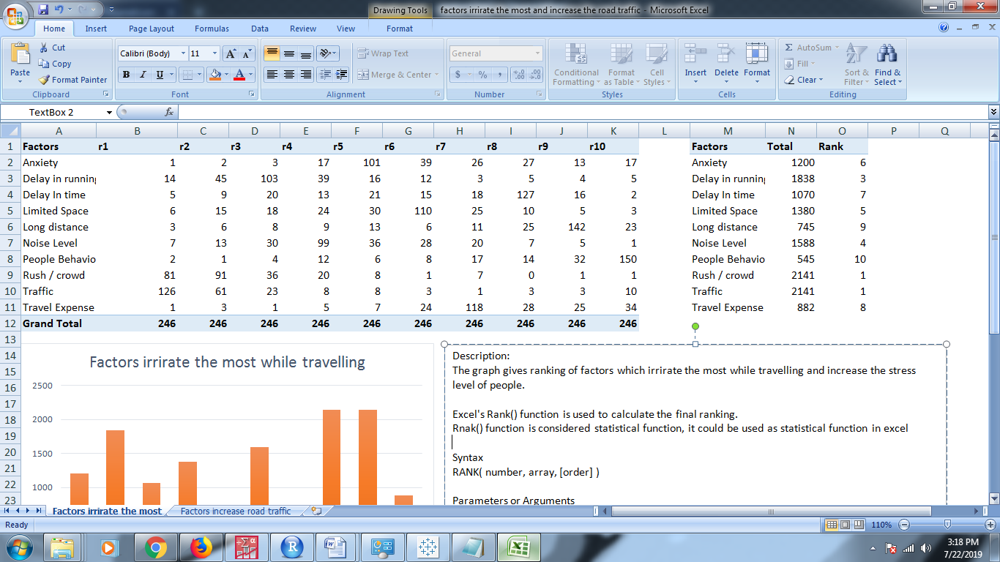 Drawing Tools factors irrirate the most and increase the road traffic - Microsoft Excel
Home Insert Page Layout Formulas Data Review View Format
Paste Cut Copy Format Painter Clipboard
Calibri (Body) 11 A A B I U A Font
Wrap Text Merge & Center Alignment
General $ % , Number
Conditional Formatting Format as Table Cell Styles Styles
Insert Delete Format Cells
Σ AutoSum Fill Clear Sort & Filter Find & Select Editing
TextBox 2 fx
A B C D E F G H I J K L M N O P Q
1 Factors r1 r2 r3 r4 r5 r6 r7 r8 r9 r10 Factors Total Rank
2 Anxiety 1 2 3 17 101 39 26 27 13 17 Anxiety 1200 6
3 Delay in running 14 45 103 39 16 12 3 5 4 5 Delay in running 1838 3
4 Delay In time 5 9 20 13 21 15 18 127 16 2 Delay In time 1070 7
5 Limited Space 6 15 18 24 30 110 25 10 5 3 Limited Space 1380 5
6 Long distance 3 6 8 9 13 6 11 25 142 23 Long distance 745 9
7 Noise Level 7 13 30 99 36 28 20 7 5 1 Noise Level 1588 4
8 People Behavio 2 1 4 12 6 8 17 14 32 150 People Behavio 545 10
9 Rush / crowd 81 91 36 20 8 1 7 0 1 1 Rush / crowd 2141 1
10 Traffic 126 61 23 8 8 3 1 3 3 10 Traffic 2141 1
11 Travel Expense 1 3 1 5 7 24 118 28 25 34 Travel Expense 882 8
12 Grand Total 246 246 246 246 246 246 246 246 246 246
13
14
15
16
17
18
19
20
21
22
23
Factors irrirate the most while travelling
2500
2000
1500
1000
Description:
The graph gives ranking of factors which irrirate the most while travelling and increase the stress
level of people.
Excel's Rank() function is used to calculate the final ranking.
Rnak() function is considered statistical function, it could be used as statistical function in excel
Syntax
RANK( number, array, [order] )
Parameters or Arguments
Factors irrirate the most Factors increase road traffic
Ready 110%
3:18 PM
7/22/2019